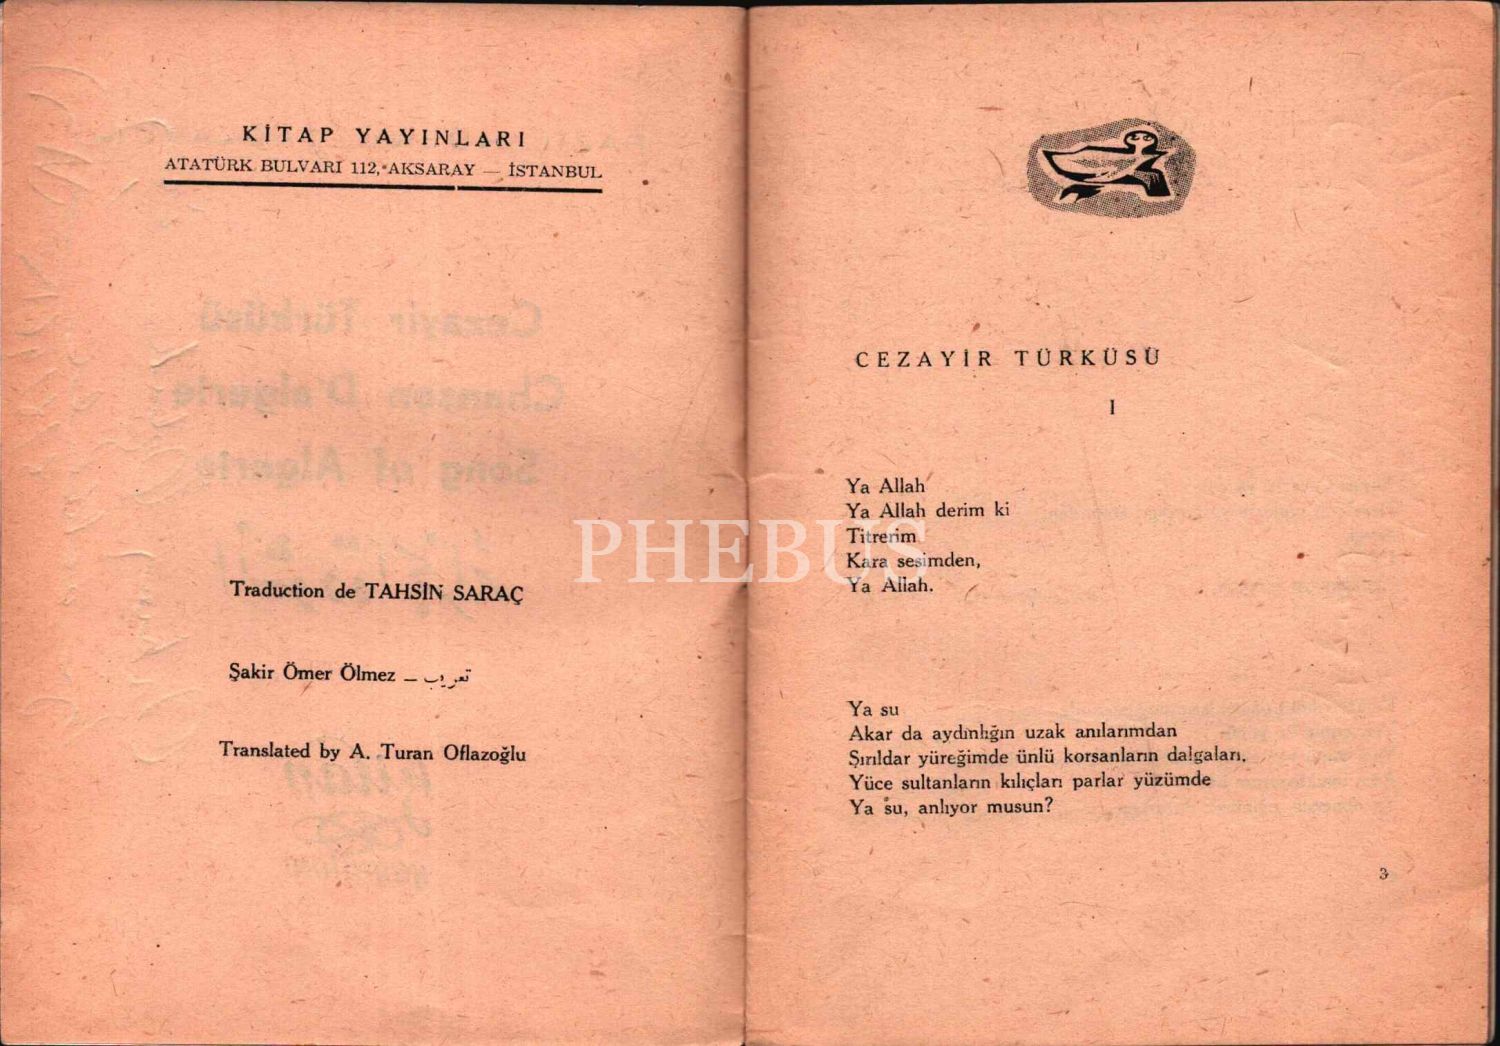 KİTAP YAYINLARI
ATATÜRK BULVARI 112, AKSARAY — İSTANBUL
Traduction de TAHSİN SARAÇ
Şakir Ömer Ölmez — تعريب
Translated by A. Turan Oflazoğlu
CEZAYİR TÜRKÜSÜ
I
Ya Allah
Ya Allah derim ki
Titrerim
Kara sesimden,
Ya Allah.
Ya su
Akar da aydınlığın uzak anılarımdan
Şırıldar yüreğimde ünlü korsanların dalgaları.
Yüce sultanların kılıçları parlar yüzümde
Ya su, anlıyor musun?
3
PHEBUS